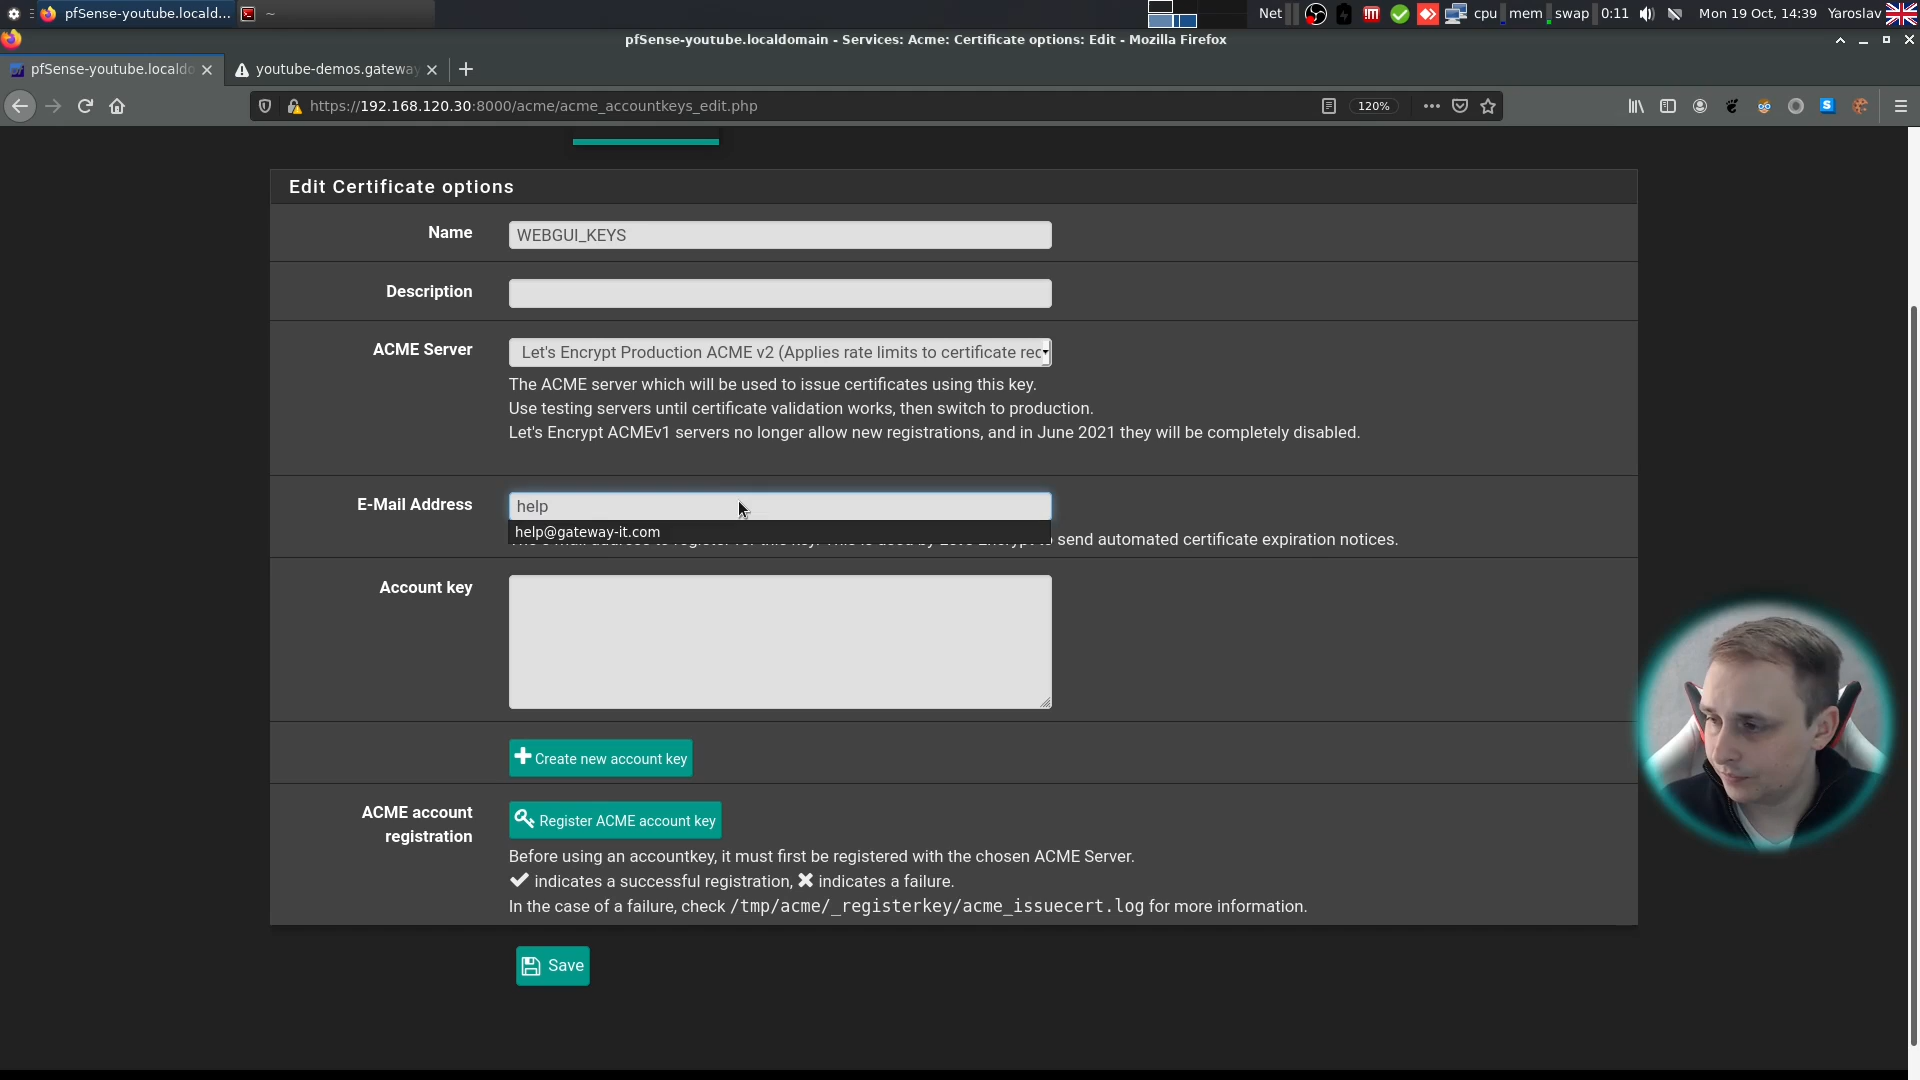 pfSense-youtube.locald...
~
Net
cpu
mem
swap
0:11
Mon 19 Oct, 14:39
Yaroslav
pfSense-youtube.localdomain - Services: Acme: Certificate options: Edit - Mozilla Firefox
pfSense-youtube.localdo
youtube-demos.gateway
https://192.168.120.30:8000/acme/acme_accountkeys_edit.php
120%
Edit Certificate options
Name
WEBGUI_KEYS
Description
ACME Server
Let's Encrypt Production ACME v2 (Applies rate limits to certificate rec
The ACME server which will be used to issue certificates using this key.
Use testing servers until certificate validation works, then switch to production.
Let's Encrypt ACMEv1 servers no longer allow new registrations, and in June 2021 they will be completely disabled.
E-Mail Address
help
help@gateway-it.com
send automated certificate expiration notices.
Account key
Create new account key
ACME account
registration
Register ACME account key
Before using an accountkey, it must first be registered with the chosen ACME Server.
indicates a successful registration, indicates a failure.
In the case of a failure, check /tmp/acme/_registerkey/acme_issuecert.log for more information.
Save